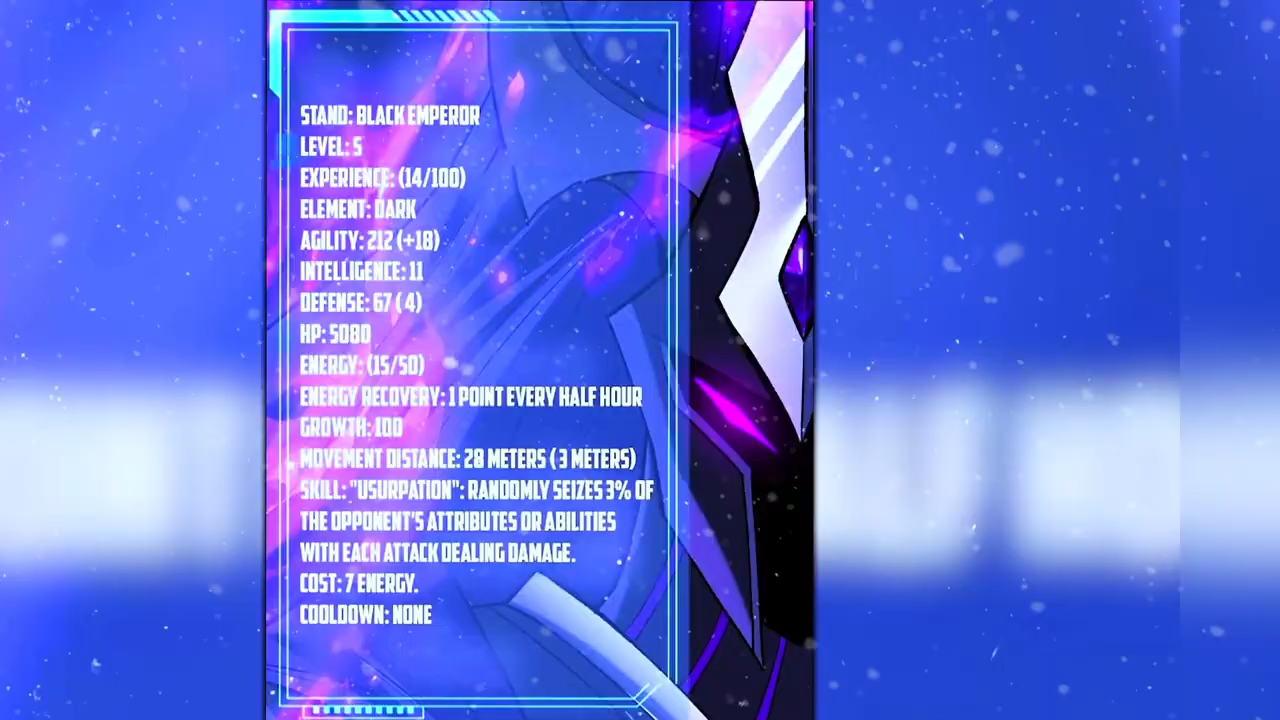 STAND: BLACK EMPEROR
LEVEL: 5
EXPERIENCE: (14/100)
ELEMENT: DARK
AGILITY: 212 (+18)
INTELLIGENCE: 11
DEFENSE: 67 ( 4)
HP: 5080
ENERGY: (15/50)
ENERGY RECOVERY: 1 POINT EVERY HALF HOUR
GROWTH: 100
MOVEMENT DISTANCE: 28 METERS ( 3 METERS)
SKILL: "USURPATION": RANDOMLY SEIZES 3% OF
THE OPPONENT'S ATTRIBUTES OR ABILITIES
WITH EACH ATTACK DEALING DAMAGE.
COST: 7 ENERGY.
COOLDOWN: NONE